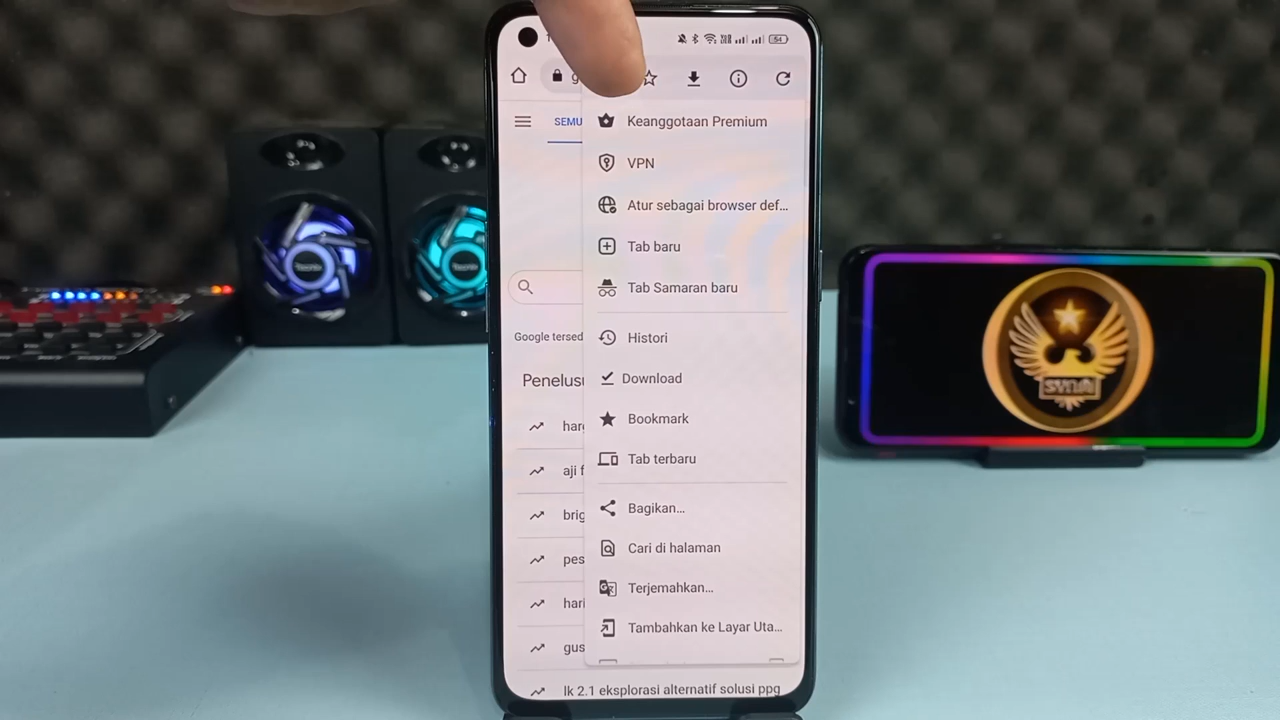 54
g
SEMU
Keanggotaan Premium
VPN
Atur sebagai browser def...
Tab baru
Tab Samaran baru
Google tersed
Histori
Penelusu
Download
Bookmark
Tab terbaru
Bagikan...
Cari di halaman
Terjemahkan...
Tambahkan ke Layar Uta...
har
aji f
brig
pes
hari
gus
lk 2.1 eksplorasi alternatif solusi ppg